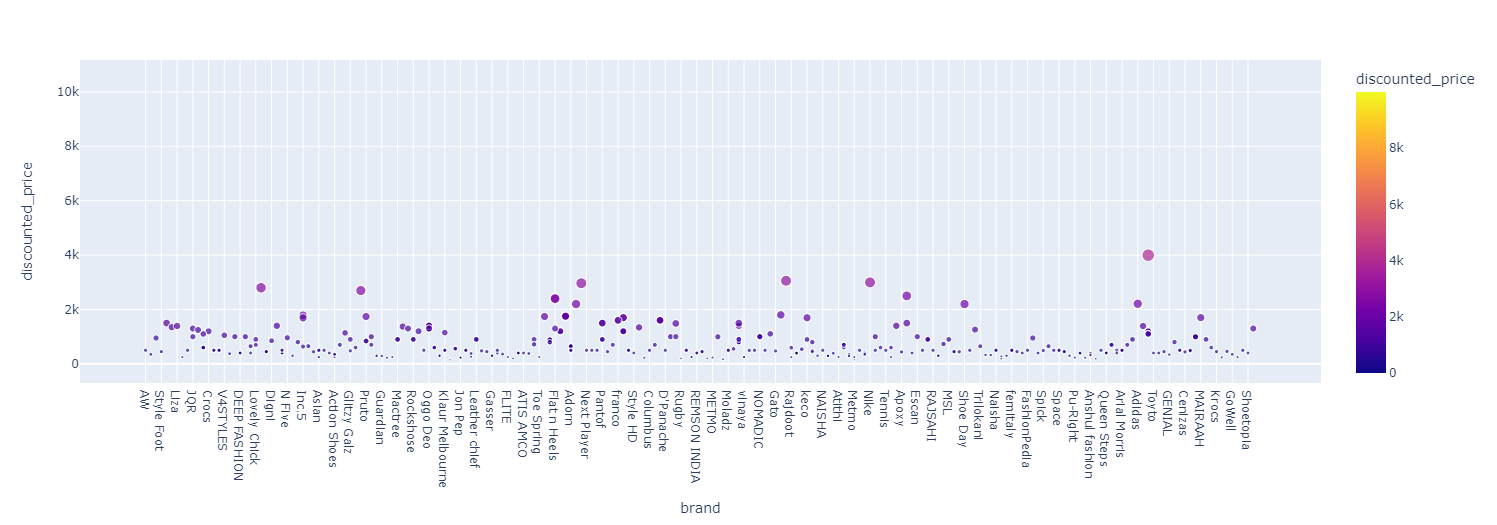 discounted_price
10k
8k
6k
4k
2k
0
8k
6k
4k
2k
0
discounted_price
AW
Style Foot
Liza
JQR
Crocs
V4STYLES
DEEP FASHION
Lovely Chick
Digni
N Five
Inc.5
Asian
Action Shoes
Glitzy Galz
Pruto
Guardian
Mactree
Rockshose
Oggo Deo
Klaur Melbourne
Jon Pep
Leather chief
Gasser
FLITE
ATIS AMCO
Toe Spring
Flat n Heels
Adorn
Next Player
Pantof
franco
Style HD
Columbus
D'Panache
Rugby
REMSON INDIA
METMO
Moladz
vinaya
NOMADIC
Gato
Rajdoot
keco
NAISHA
Atithi
Metmo
Nike
Tennis
Apoxy
Escan
RAJSAHI
MSL
Shoe Day
Trilokani
Naisha
femitaly
FashionPedia
Spick
Space
Pu-Right
Anshul fashion
Queen Steps
Arial Morris
Adidas
Toyto
GENIAL
Cenizas
MAIRAAH
Krocs
GoWell
Shoetopia
brand